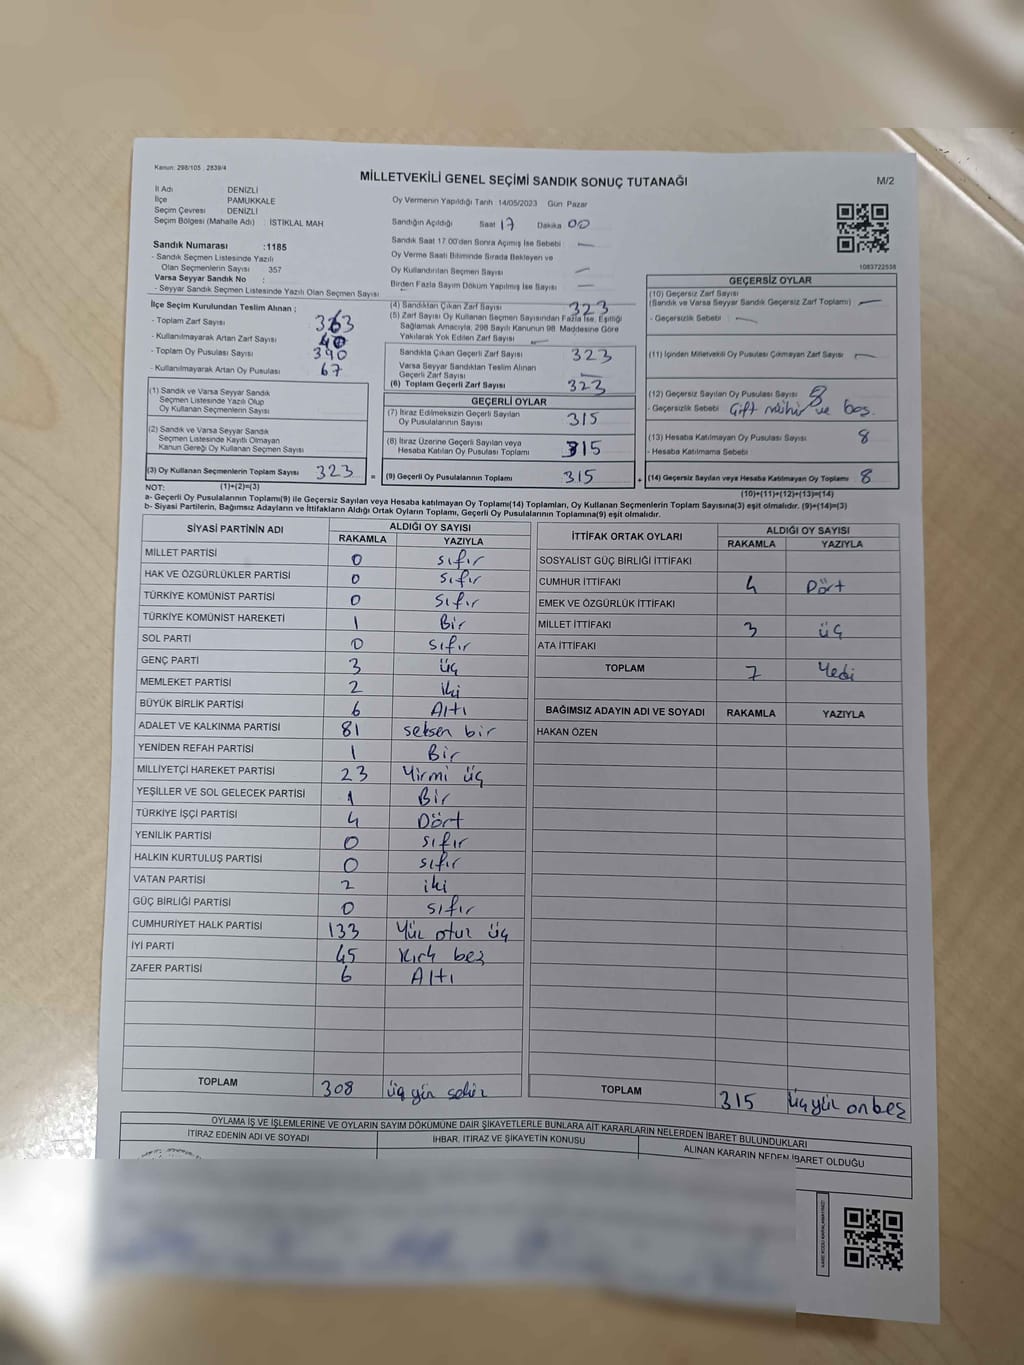 Kanun: 298/105 : 2839/4
MİLLETVEKİLİ GENEL SEÇİMİ SANDIK SONUÇ TUTANAĞI
M/2
İl Adı DENİZLİ
İlçe PAMUKKALE
Seçim Çevresi : DENİZLİ
Seçim Bölgesi (Mahalle Adı) : İSTİKLAL MAH
Oy Vermenin Yapıldığı Tarih :14/05/2023 Gün Pazar
Sandığın Açıldığı Saat 17 Dakika 00
Sandık Numarası :1185
- Sandık Seçmen Listesinde Yazılı
Olan Seçmenlerin Sayısı 357
Varsa Seyyar Sandık No :
- Seyyar Sandık Seçmen Listesinde Yazılı Olan Seçmen Sayısı
Sandık Saat 17.00'den Sonra Açımış İse Sebebi —
Oy Verme Saati Bitiminde Sırada Bekleyen ve
Oy Kullandırılan Seçmen Sayısı —
Birden Fazla Sayım Döküm Yapılmış İse Sayısı —
1083722538
İlçe Seçim Kurulundan Teslim Alınan ;
- Toplam Zarf Sayısı 363
- Kullanılmayarak Artan Zarf Sayısı 40
- Toplam Oy Pusulası Sayısı 390
- Kullanılmayarak Artan Oy Pusulası 67
(1) Sandık ve Varsa Seyyar Sandık
Seçmen Listesinde Yazılı Olup
Oy Kullanan Seçmenlerin Sayısı
(2) Sandık ve Varsa Seyyar Sandık
Seçmen Listesinde Kayıtlı Olmayan
Kanun Gereği Oy Kullanan Seçmen Sayısı
(3) Oy Kullanan Seçmenlerin Toplam Sayısı 323 =
(4) Sandıktan Çıkan Zarf Sayısı 323
(5) Zarf Sayısı Oy Kullanan Seçmen Sayısından Fazla İse, Eşitliği
Sağlamak Amacıyla, 298 Sayılı Kanunun 98. Maddesine Göre
Yakılarak Yok Edilen Zarf Sayısı —
Sandıkta Çıkan Geçerli Zarf Sayısı 323
Varsa Seyyar Sandıktan Teslim Alınan
Geçerli Zarf Sayısı —
(6) Toplam Geçerli Zarf Sayısı 323
GEÇERLİ OYLAR
(7) İtiraz Edilmeksizin Geçerli Sayılan
Oy Pusulalarının Sayısı 315
(8) İtiraz Üzerine Geçerli Sayılan veya
Hesaba Katılan Oy Pusulası Toplamı 315
(9) Geçerli Oy Pusulalarının Toplamı 315 +
GEÇERSİZ OYLAR
(10) Geçersiz Zarf Sayısı
(Sandık ve Varsa Seyyar Sandık Geçersiz Zarf Toplamı) —
- Geçersizlik Sebebi : —
(11) İçinden Milletvekili Oy Pusulası Çıkmayan Zarf Sayısı —
(12) Geçersiz Sayılan Oy Pusulası Sayısı 8
- Geçersizlik Sebebi Çift mühür ve boş.
(13) Hesaba Katılmayan Oy Pusulası Sayısı 8
- Hesaba Katılmama Sebebi
(14) Geçersiz Sayılan veya Hesaba Katılmayan Oy Toplamı 8
NOT: (1)+(2)=(3)
(10)+(11)+(12)+(13)=(14)
a- Geçerli Oy Pusulalarının Toplamı(9) ile Geçersiz Sayılan veya Hesaba katılmayan Oy Toplamı(14) Toplamları, Oy Kullanan Seçmenlerin Toplam Sayısına(3) eşit olmalıdır. (9)+(14)=(3)
b- Siyasi Partilerin, Bağımsız Adayların ve İttifakların Aldığı Ortak Oyların Toplamı, Geçerli Oy Pusulalarının Toplamına(9) eşit olmalıdır.
SİYASİ PARTİNİN ADI ALDIĞI OY SAYISI
RAKAMLA YAZIYLA
MİLLET PARTİSİ 0 sıfır
HAK VE ÖZGÜRLÜKLER PARTİSİ 0 sıfır
TÜRKİYE KOMÜNİST PARTİSİ 0 sıfır
TÜRKİYE KOMÜNİST HAREKETİ 1 Bir
SOL PARTİ 0 sıfır
GENÇ PARTİ 3 üç
MEMLEKET PARTİSİ 2 iki
BÜYÜK BİRLİK PARTİSİ 6 Altı
ADALET VE KALKINMA PARTİSİ 81 seksen bir
YENİDEN REFAH PARTİSİ 1 Bir
MİLLİYETÇİ HAREKET PARTİSİ 23 Yirmi üç
YEŞİLLER VE SOL GELECEK PARTİSİ 1 Bir
TÜRKİYE İŞÇİ PARTİSİ 4 Dört
YENİLİK PARTİSİ 0 sıfır
HALKIN KURTULUŞ PARTİSİ 0 sıfır
VATAN PARTİSİ 2 iki
GÜÇ BİRLİĞİ PARTİSİ 0 sıfır
CUMHURİYET HALK PARTİSİ 133 Yüz otuz üç
İYİ PARTİ 45 Kırk beş
ZAFER PARTİSİ 6 Altı
TOPLAM 308 üç yüz sekiz
İTTİFAK ORTAK OYLARI ALDIĞI OY SAYISI
RAKAMLA YAZIYLA
SOSYALİST GÜÇ BİRLİĞİ İTTİFAKI
CUMHUR İTTİFAKI 4 Dört
EMEK VE ÖZGÜRLÜK İTTİFAKI
MİLLET İTTİFAKI 3 üç
ATA İTTİFAKI
TOPLAM 7 Yedi
BAĞIMSIZ ADAYIN ADI VE SOYADI RAKAMLA YAZIYLA
HAKAN ÖZEN
TOPLAM 315 üçyüz onbeş
OYLAMA İŞ VE İŞLEMLERİNE VE OYLARIN SAYIM DÖKÜMÜNE DAİR ŞİKAYETLERLE BUNLARA AİT KARARLARIN NELERDEN İBARET BULUNDUKLARI
İTİRAZ EDENİN ADI VE SOYADI İHBAR, İTİRAZ VE ŞİKAYETİN KONUSU ALINAN KARARIN NEDEN İBARET OLDUĞU